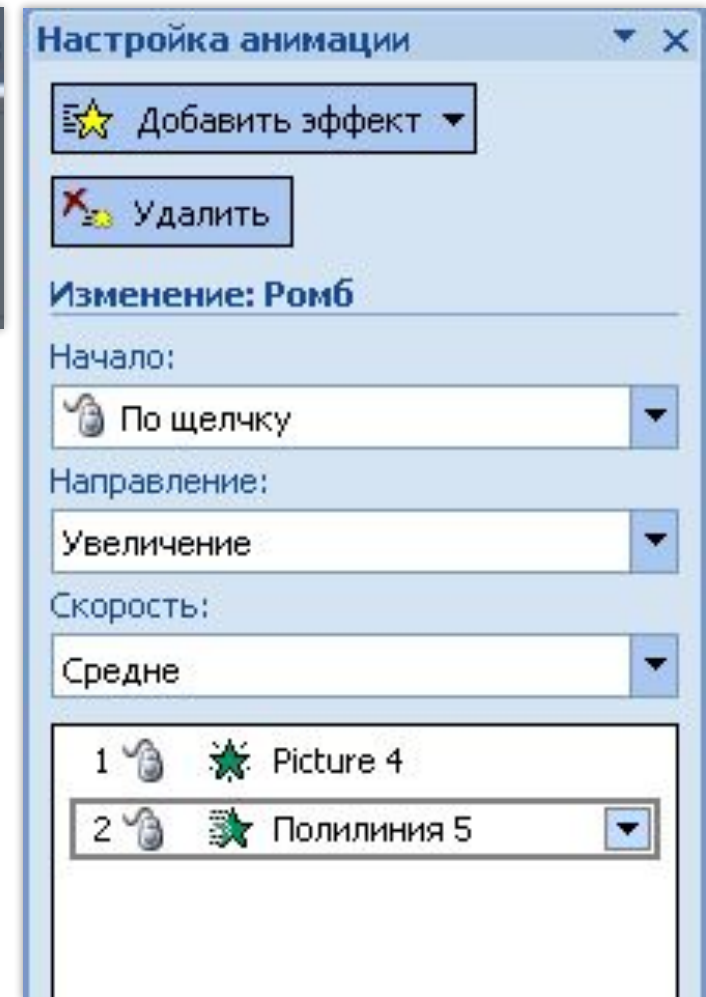 Настройка анимации
Добавить эффект
Удалить
Изменение: Ромб
Начало:
По щелчку
Направление:
Увеличение
Скорость:
Средне
1 Picture 4
2 Полилиния 5